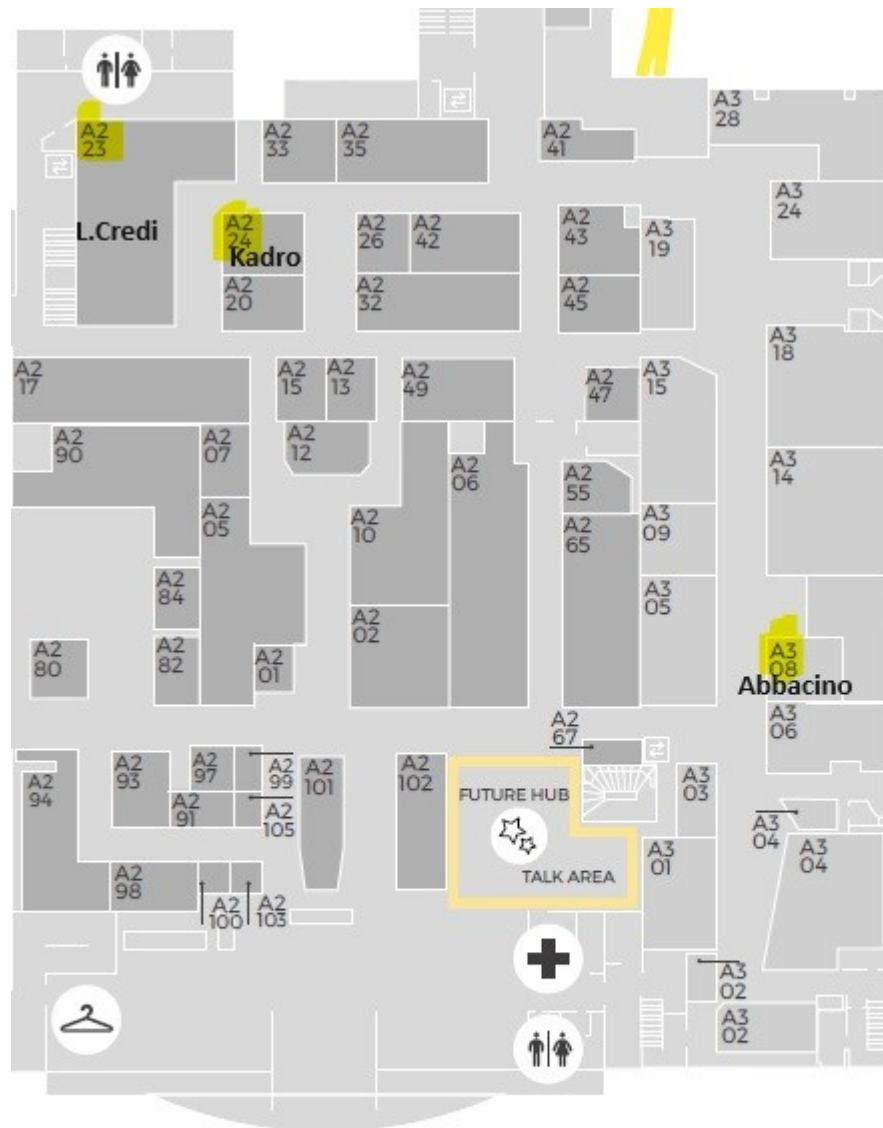 A3
28
A2
23
A2
33
A2
35
A2
41
A3
24
L.Credi
A2
24
Kadro
A2
20
A2
26
A2
42
A2
32
A2
43
A2
45
A3
19
A3
18
A2
17
A2
15
A2
13
A2
49
A2
47
A3
15
A2
90
A2
07
A2
12
A2
06
A3
14
A2
55
A2
05
A2
10
A2
65
A3
09
A2
84
A3
05
A2
02
A2
80
A2
82
A2
01
A3
08
Abbacino
A3
06
A2
67
A2
94
A2
93
A2
97
A2
99
A2
101
A2
102
FUTURE HUB
A3
03
A2
91
A2
105
A3
04
A3
04
A3
01
TALK AREA
A2
98
A2
100
A2
103
A3
02
A3
02